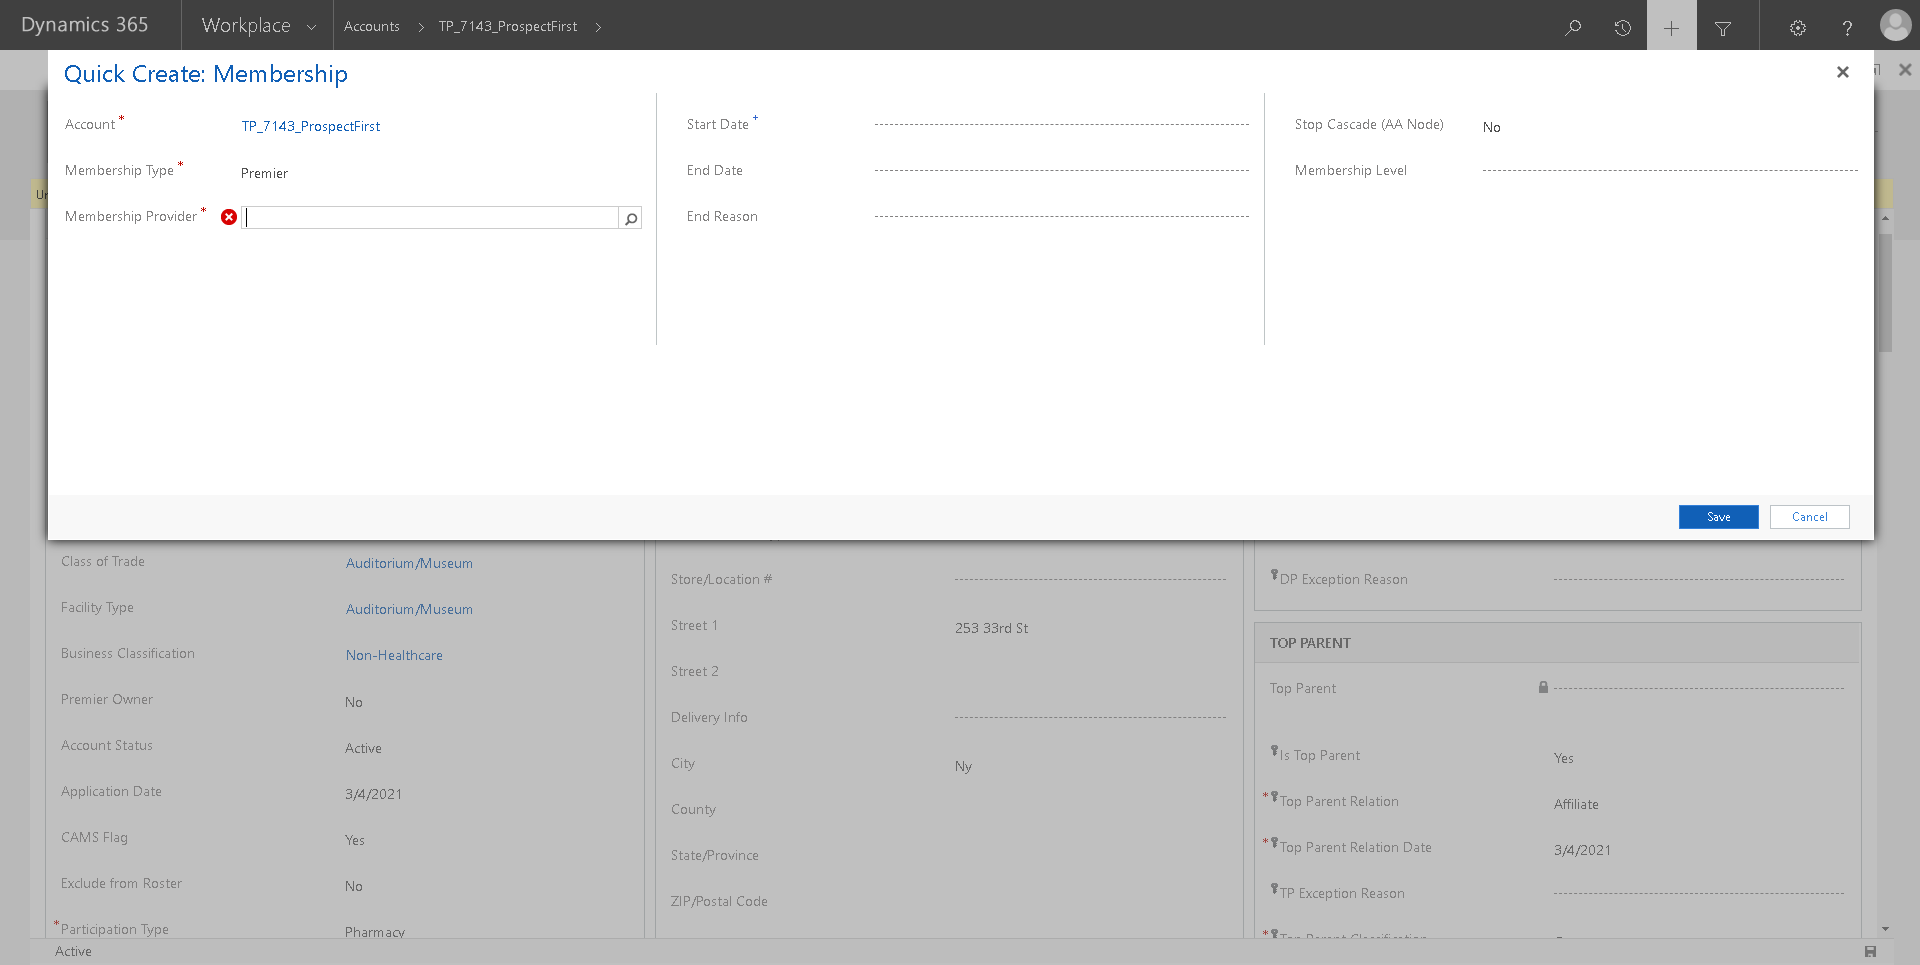 Dynamics 365 Workplace Accounts TP_7143_ProspectFirst ?
Quick Create: Membership
Account * TP_7143_ProspectFirst
Membership Type * Premier
Membership Provider *
Start Date +
End Date
End Reason
Stop Cascade (AA Node) No
Membership Level
Save Cancel
Class of Trade Auditorium/Museum
Facility Type Auditorium/Museum
Business Classification Non-Healthcare
Premier Owner No
Account Status Active
Application Date 3/4/2021
CAMS Flag Yes
Exclude from Roster No
* Participation Type Pharmacy
Store/Location #
Street 1 253 33rd St
Street 2
Delivery Info
City Ny
County
State/Province
ZIP/Postal Code
DP Exception Reason
TOP PARENT
Top Parent
Is Top Parent Yes
* Top Parent Relation Affiliate
* Top Parent Relation Date 3/4/2021
TP Exception Reason
* Top Parent Classification
Active